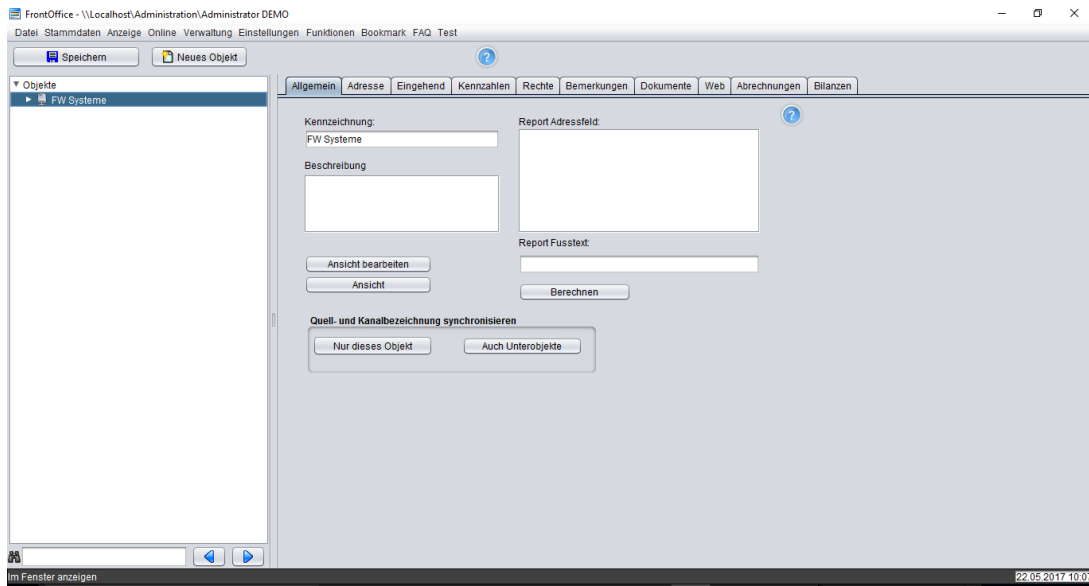 FrontOffice - \\Localhost\Administration\Administrator DEMO
Datei Stammdaten Anzeige Online Verwaltung Einstellungen Funktionen Bookmark FAQ Test
Speichern Neues Objekt ?
Objekte
FW Systeme
Allgemein Adresse Eingehend Kennzahlen Rechte Bemerkungen Dokumente Web Abrechnungen Bilanzen
?
Kennzeichnung:
FW Systeme
Beschreibung
Report Adressfeld:
Report Fusstext:
Ansicht bearbeiten
Ansicht
Berechnen
Quell- und Kanalbezeichnung synchronisieren
Nur dieses Objekt Auch Unterobjekte
Im Fenster anzeigen
22.05.2017 10:0